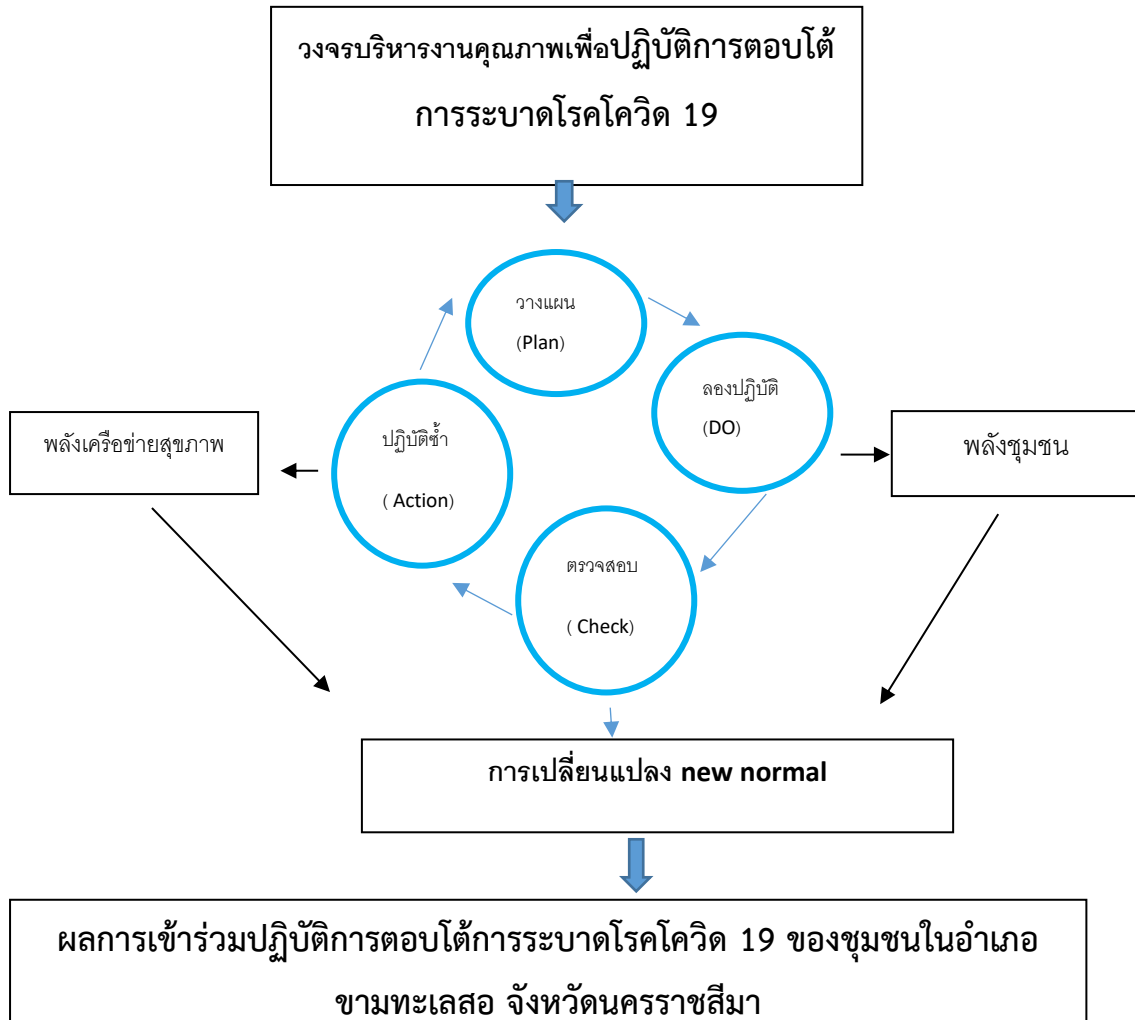 วงจรบริหารงานคุณภาพเพื่อปฏิบัติการตอบโต้
การระบาดโรคโควิด 19
วางแผน
(Plan)
ลองปฏิบัติ
(DO)
ปฏิบัติซ้ำ
( Action)
พลังเครือข่ายสุขภาพ
พลังชุมชน
ตรวจสอบ
( Check)
การเปลี่ยนแปลง new normal
ผลการเข้าร่วมปฏิบัติการตอบโต้การระบาดโรคโควิด 19 ของชุมชนในอำเภอ
ขามทะเลสอ จังหวัดนครราชสีมา